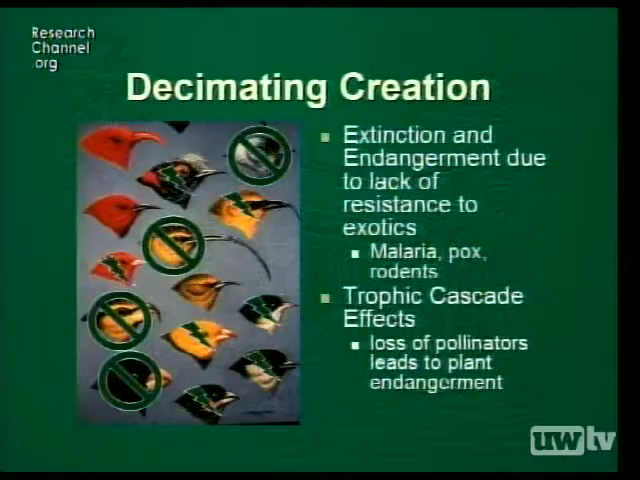 Research
Channel
.org
Decimating Creation
Extinction and
Endangerment due
to lack of
resistance to
exotics
Malaria, pox,
rodents
Trophic Cascade
Effects
loss of pollinators
leads to plant
endangerment
uwtv